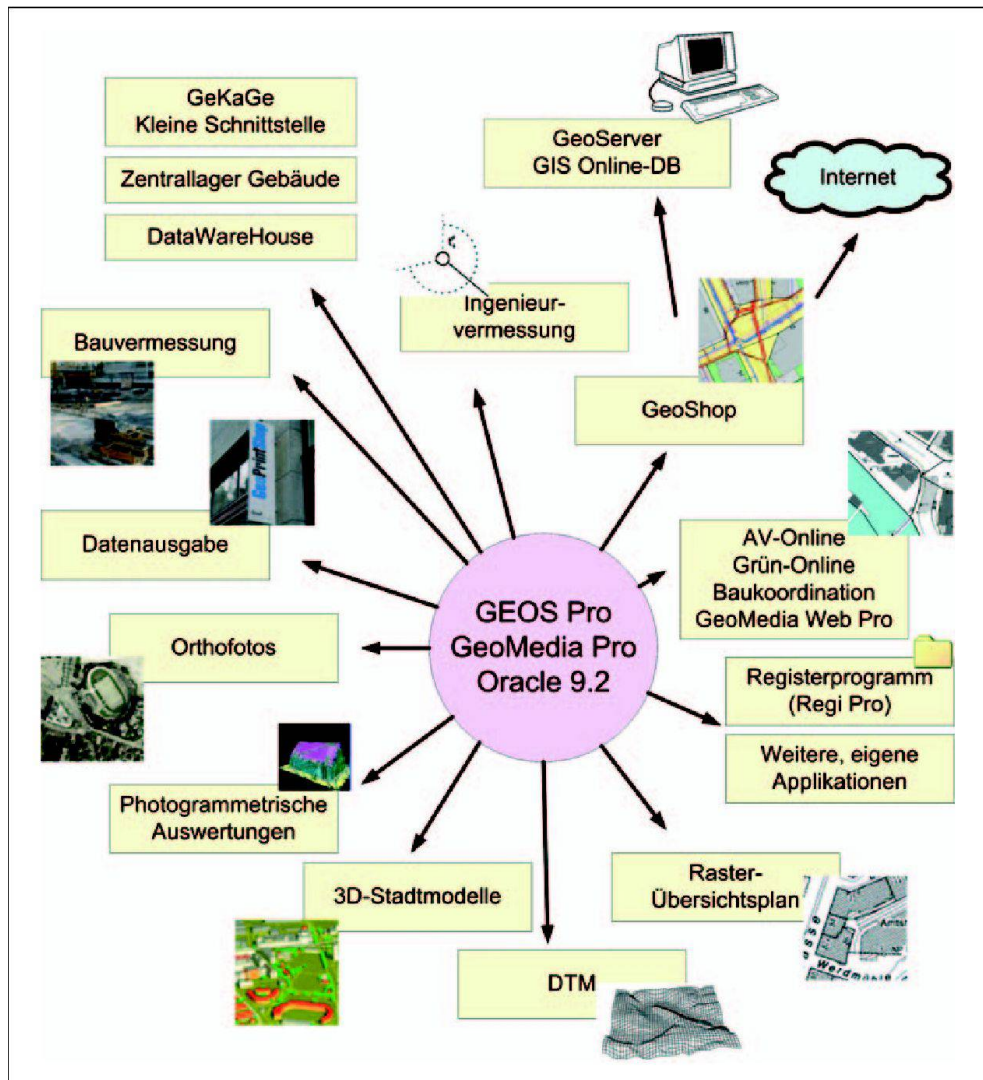 GeKaGe
Kleine Schnittstelle
Zentrallager Gebäude
DataWareHouse
GeoServer
GIS Online-DB
Internet
Ingenieur-
vermessung
Bauvermessung
GeoPrintShop
GeoShop
Datenausgabe
AV-Online
Grün-Online
Baukoordination
GeoMedia Web Pro
GEOS Pro
GeoMedia Pro
Oracle 9.2
Orthofotos
Registerprogramm
(Regi Pro)
Weitere, eigene
Applikationen
Photogrammetrische
Auswertungen
3D-Stadtmodelle
Raster-
Übersichtsplan
DTM